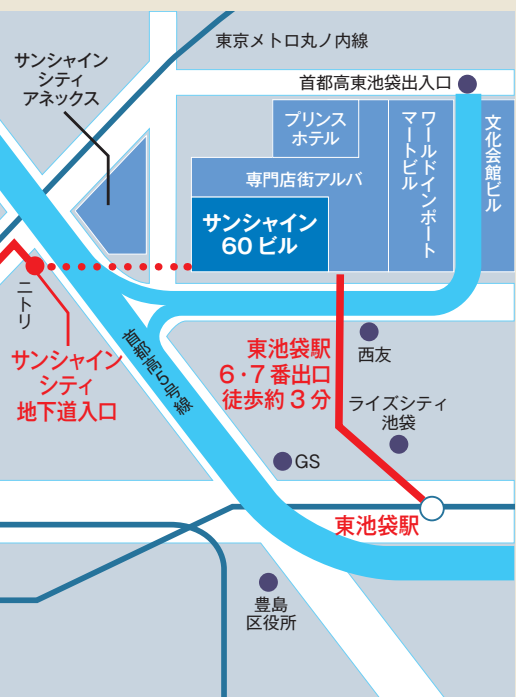 東京メトロ丸ノ内線
サンシャイン
シティ
アネックス
首都高東池袋出入口
プリンス
ホテル
ワールドインポート
マートビル
文化会館ビル
専門店街アルパ
サンシャイン
60ビル
ニトリ
サンシャイン
シティ
地下道入口
首都高5号線
東池袋駅
6・7番出口
徒歩約3分
西友
ライズシティ
池袋
GS
東池袋駅
豊島
区役所